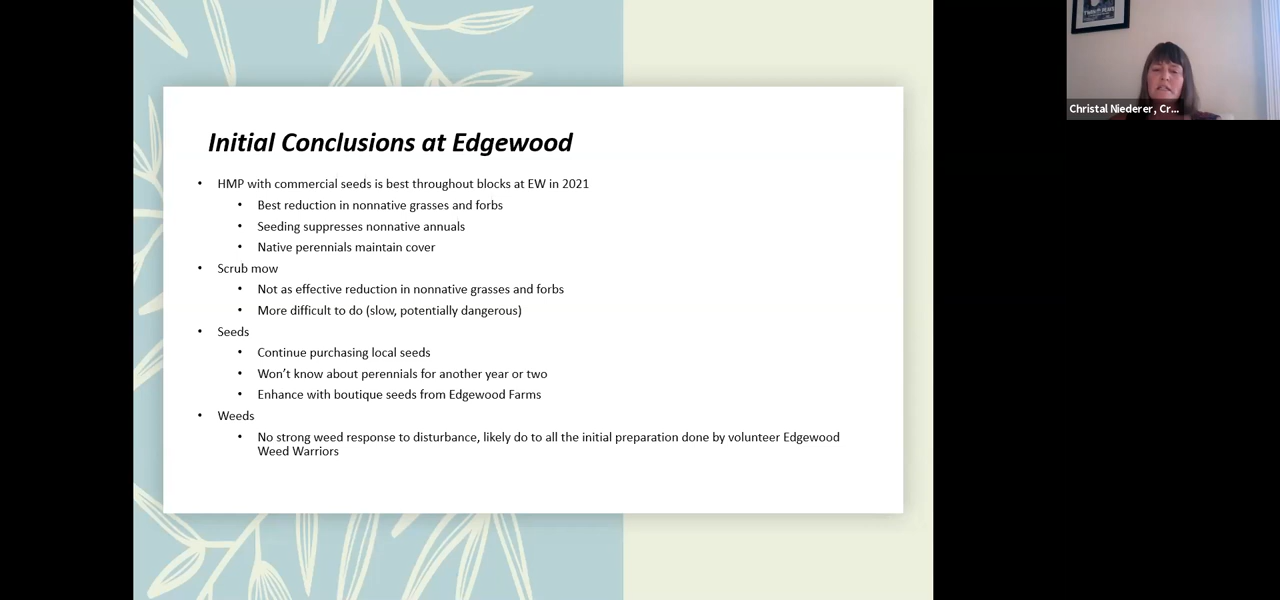 Initial Conclusions at Edgewood
• HMP with commercial seeds is best throughout blocks at EW in 2021
• Best reduction in nonnative grasses and forbs
• Seeding suppresses nonnative annuals
• Native perennials maintain cover
• Scrub mow
• Not as effective reduction in nonnative grasses and forbs
• More difficult to do (slow, potentially dangerous)
• Seeds
• Continue purchasing local seeds
• Won’t know about perennials for another year or two
• Enhance with boutique seeds from Edgewood Farms
• Weeds
• No strong weed response to disturbance, likely do to all the initial preparation done by volunteer Edgewood
Weed Warriors
Christal Niederer, Cr...